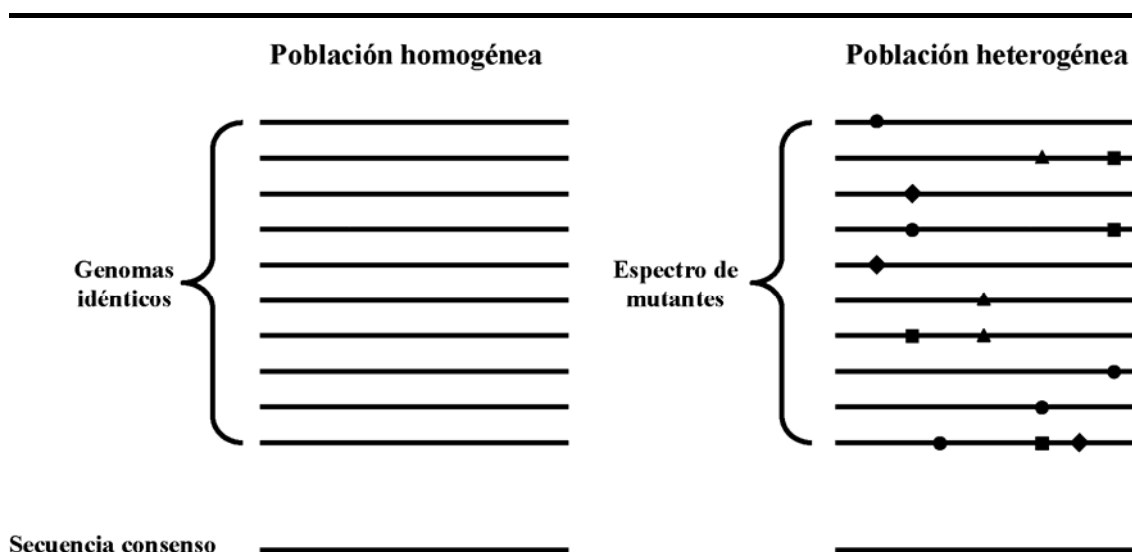 Población homogénea
Población heterogénea
Genomas
idénticos
Espectro de
mutantes
Secuencia consenso